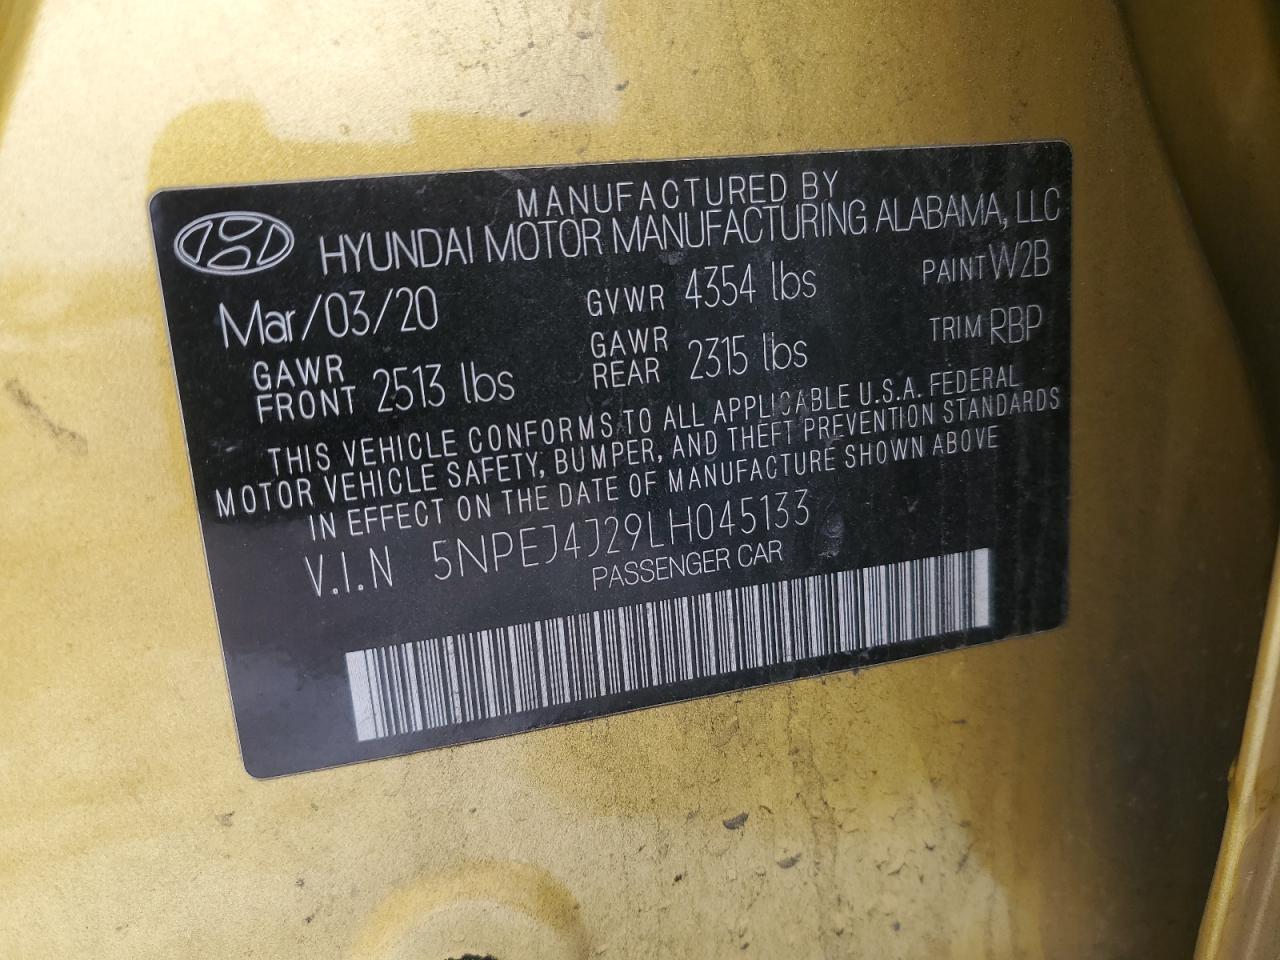 MANUFACTURED BY
HYUNDAI MOTOR MANUFACTURING ALABAMA, LLC
Mar/03/20 GVWR 4354 lbs PAINT W2B
GAWR FRONT 2513 lbs GAWR REAR 2315 lbs TRIM RBP
THIS VEHICLE CONFORMS TO ALL APPLICABLE U.S.A. FEDERAL
MOTOR VEHICLE SAFETY, BUMPER, AND THEFT PREVENTION STANDARDS
IN EFFECT ON THE DATE OF MANUFACTURE SHOWN ABOVE
V.I.N 5NPEJ4J29LH045133
PASSENGER CAR